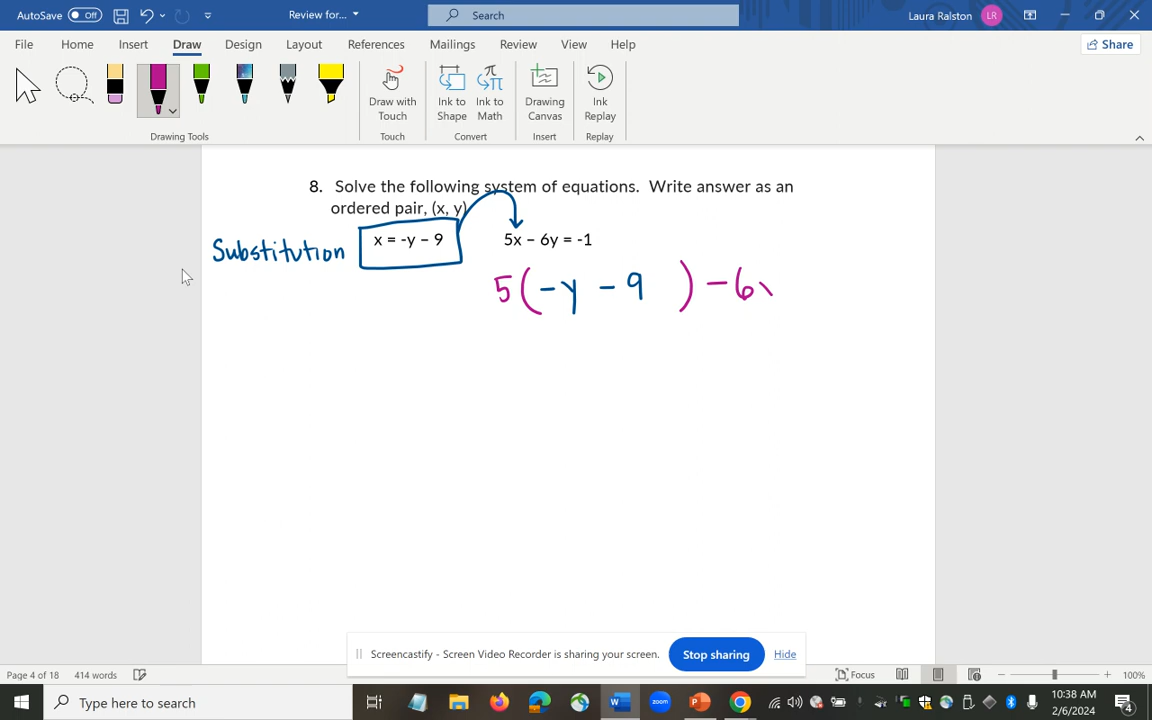 AutoSave Off Review for... Search Laura Ralston LR
File Home Insert Draw Design Layout References Mailings Review View Help Share
Draw with Touch Ink to Shape Ink to Math Drawing Canvas Ink Replay
Drawing Tools Touch Convert Insert Replay
8. Solve the following system of equations. Write answer as an
ordered pair, (x, y)
Substitution x = -y – 9 5x – 6y = -1
5(-y - 9) - 6
Screencastify - Screen Video Recorder is sharing your screen. Stop sharing Hide
Page 4 of 18 414 words Focus 100%
Type here to search zoom 10:38 AM
2/6/2024 4